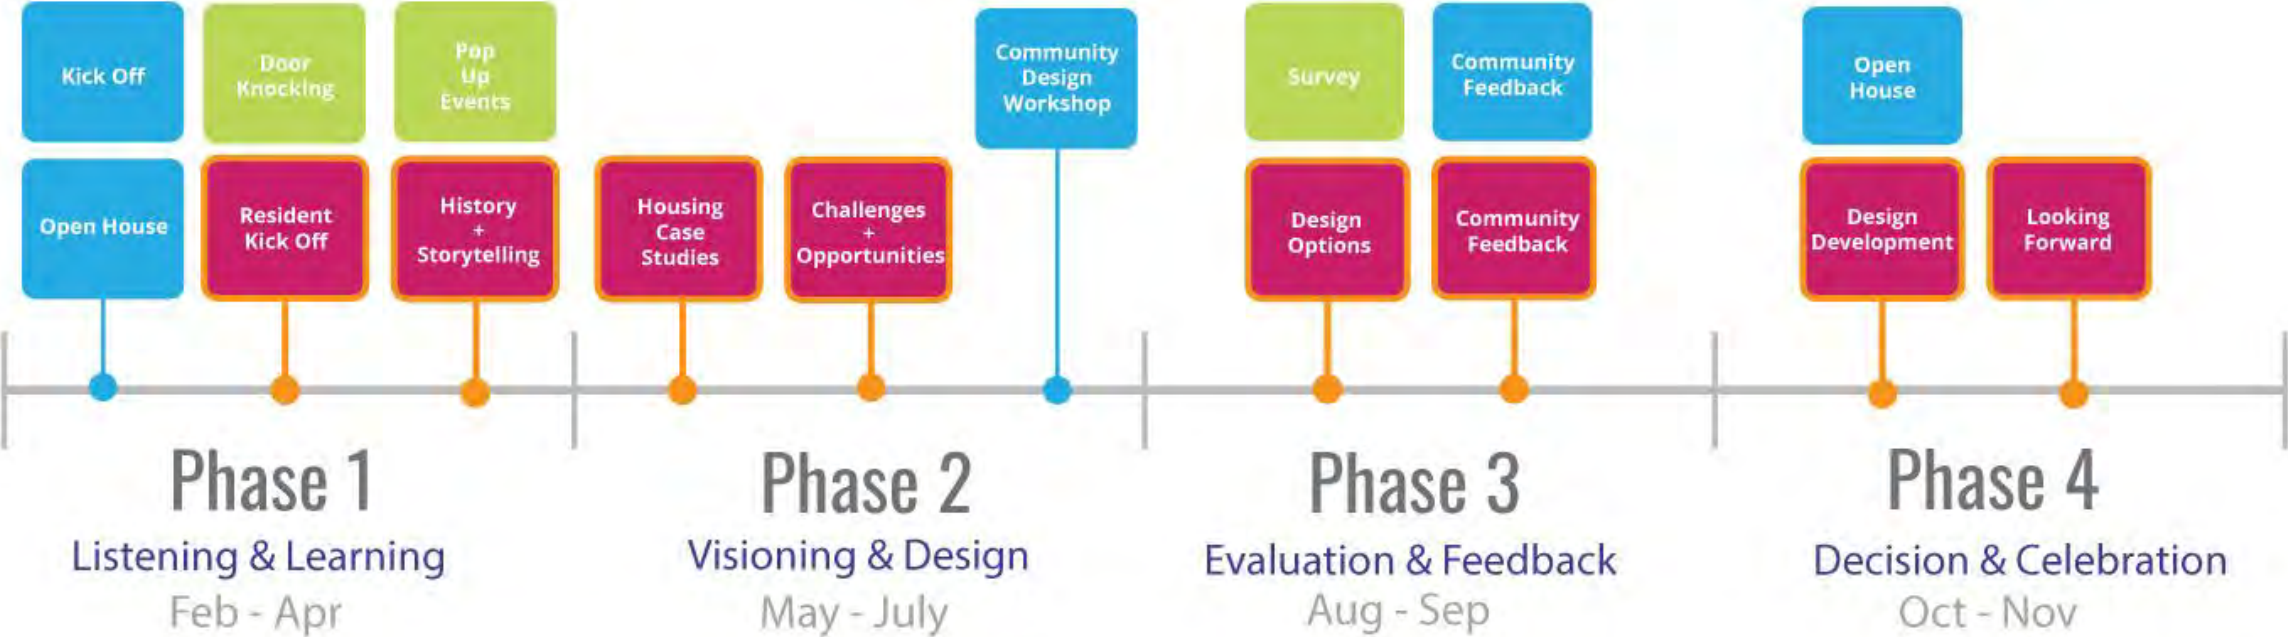 Kick Off
Door
Knocking
Pop
Up
Events
Community
Design
Workshop
Survey
Community
Feedback
Open
House
Open House
Resident
Kick Off
History
+
Storytelling
Housing
Case
Studies
Challenges
+
Opportunities
Design
Options
Community
Feedback
Design
Development
Looking
Forward
Phase 1
Listening & Learning
Feb - Apr
Phase 2
Visioning & Design
May - July
Phase 3
Evaluation & Feedback
Aug - Sep
Phase 4
Decision & Celebration
Oct - Nov